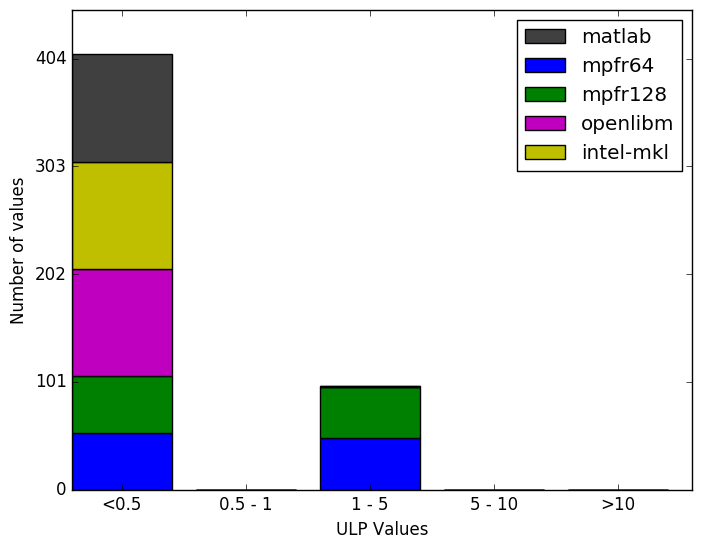 404
303
202
101
0
Number of values
matlab
mpfr64
mpfr128
openlibm
intel-mkl
<0.5
0.5 - 1
1 - 5
5 - 10
>10
ULP Values